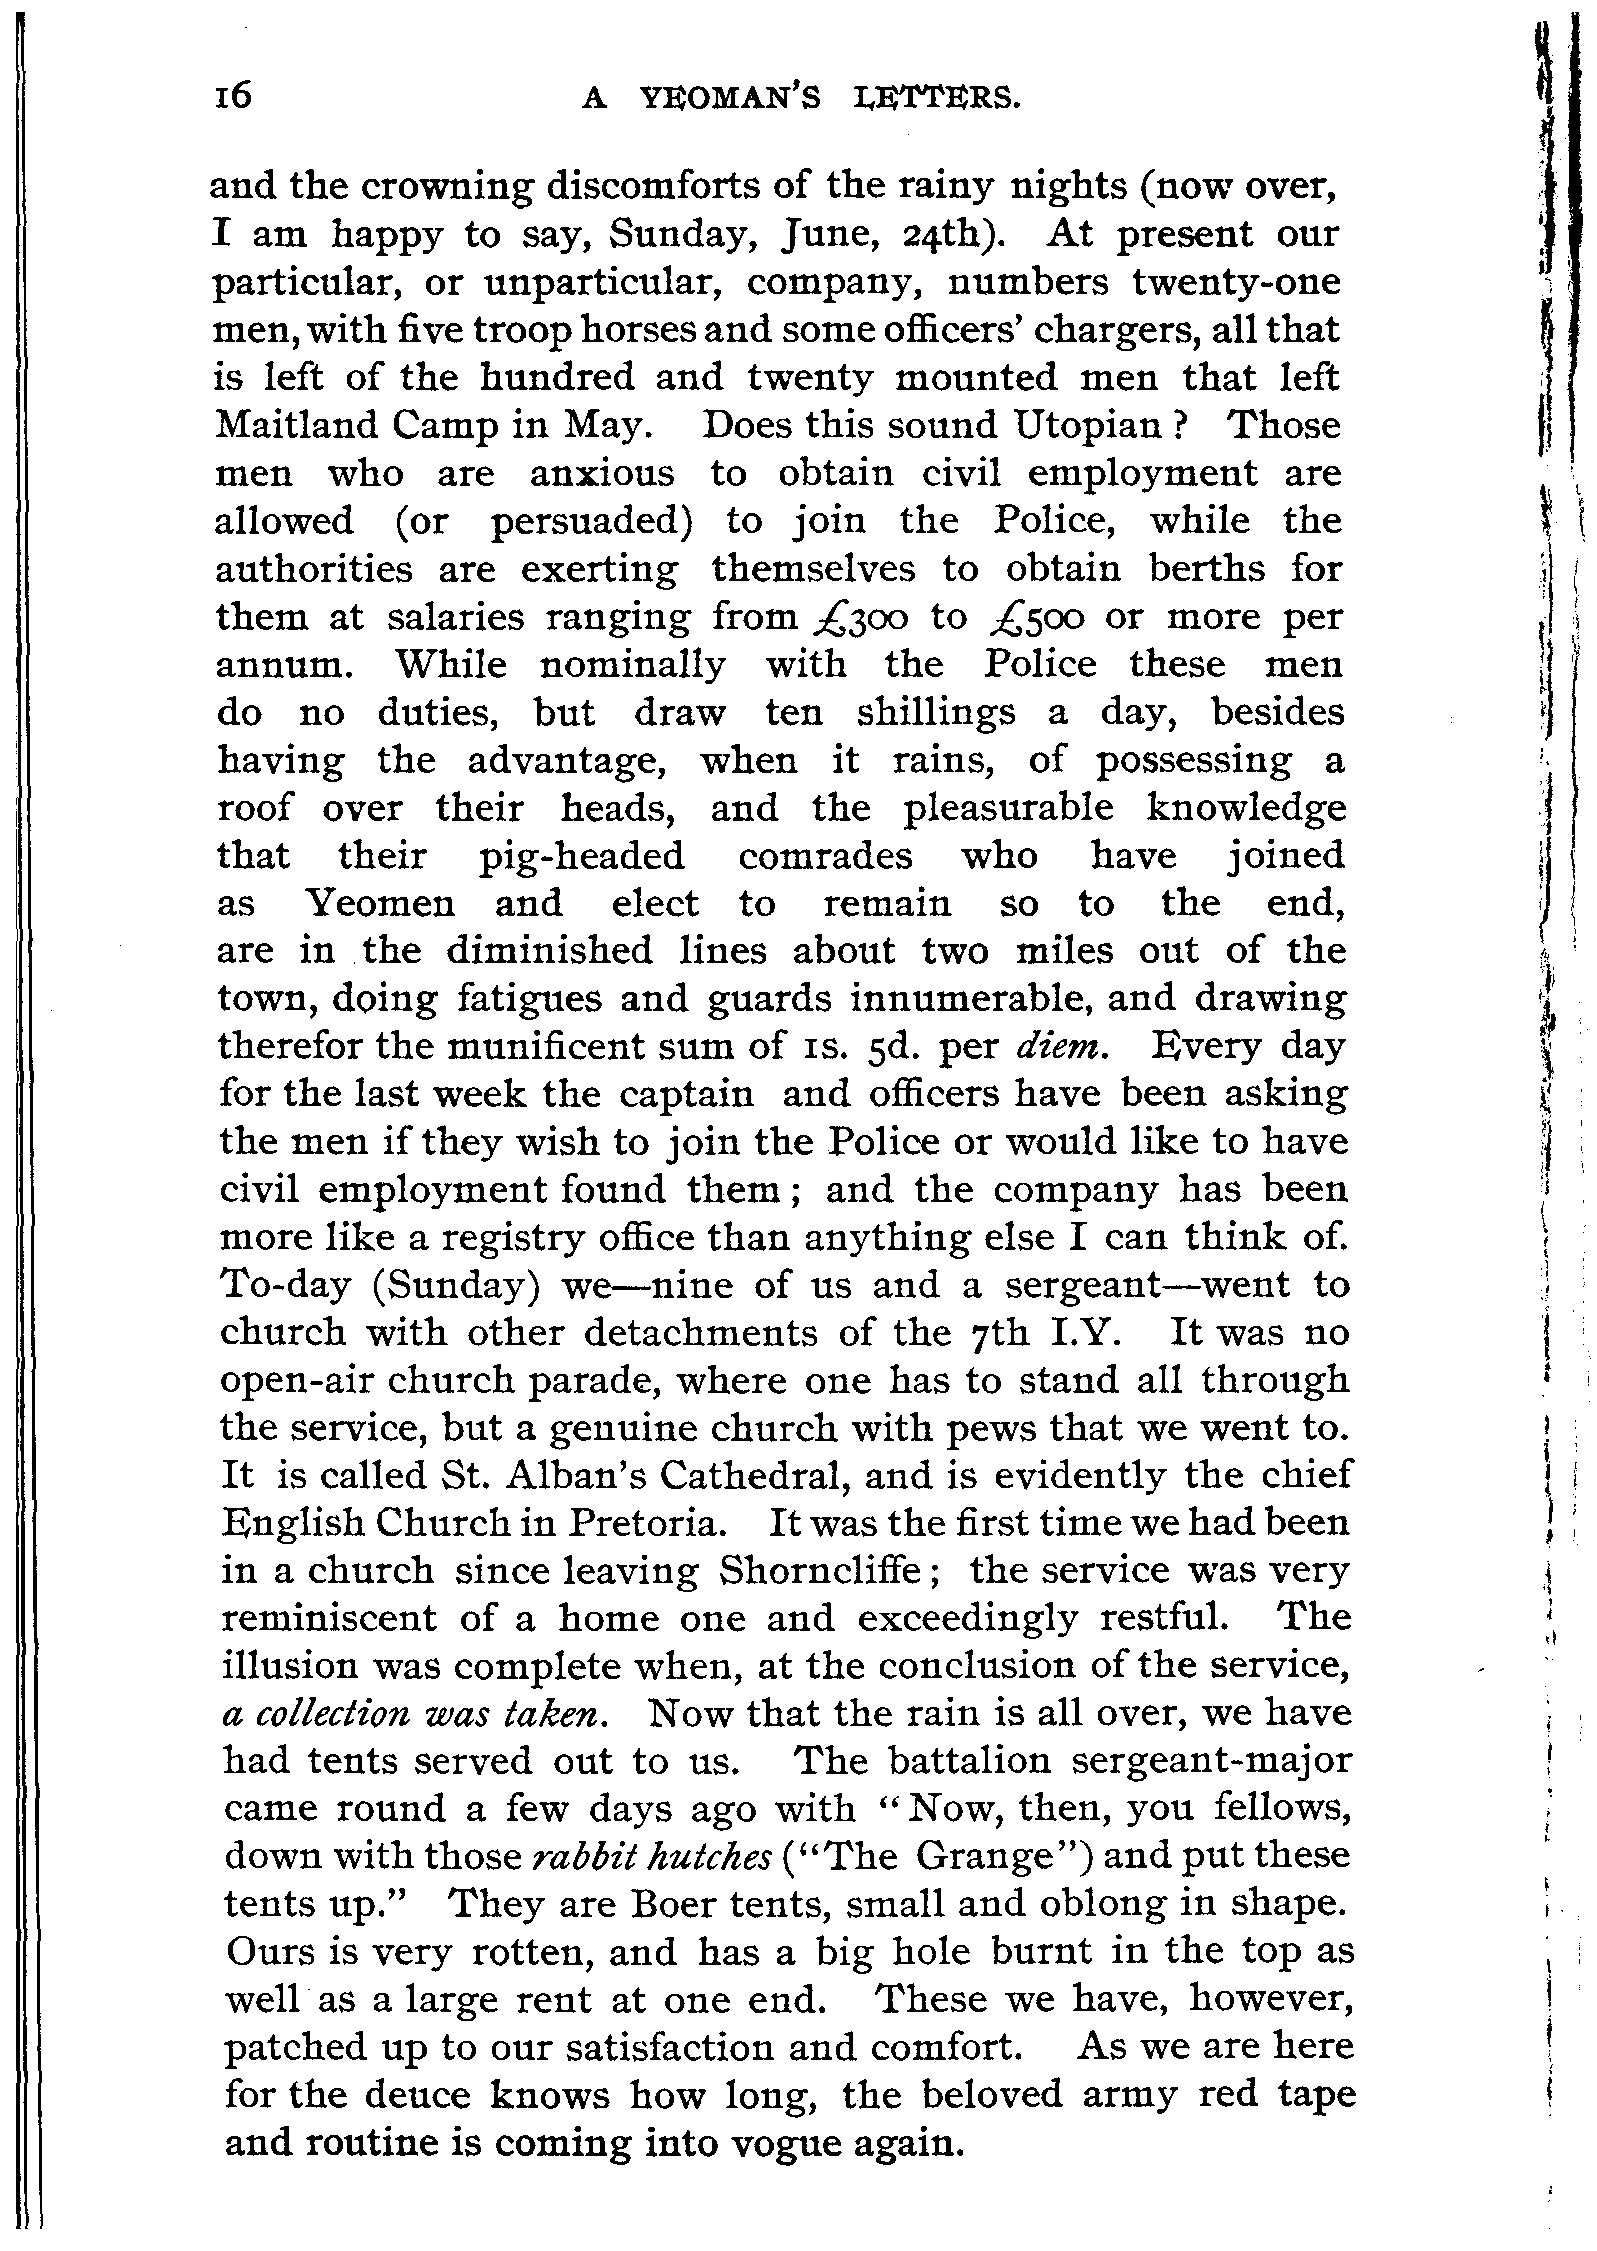 16 A YEOMAN'S LETTERS.
and the crowning discomforts of the rainy nights (now over,
I am happy to say, Sunday, June, 24th). At present our
particular, or unparticular, company, numbers twenty-one
men, with five troop horses and some officers' chargers, all that
is left of the hundred and twenty mounted men that left
Maitland Camp in May. Does this sound Utopian ? Those
men who are anxious to obtain civil employment are
allowed (or persuaded) to join the Police, while the
authorities are exerting themselves to obtain berths for
them at salaries ranging from £300 to £500 or more per
annum. While nominally with the Police these men
do no duties, but draw ten shillings a day, besides
having the advantage, when it rains, of possessing a
roof over their heads, and the pleasurable knowledge
that their pig-headed comrades who have joined
as Yeomen and elect to remain so to the end,
are in the diminished lines about two miles out of the
town, doing fatigues and guards innumerable, and drawing
therefor the munificent sum of 1s. 5d. per diem. Every day
for the last week the captain and officers have been asking
the men if they wish to join the Police or would like to have
civil employment found them ; and the company has been
more like a registry office than anything else I can think of.
To-day (Sunday) we—nine of us and a sergeant—went to
church with other detachments of the 7th I.Y. It was no
open-air church parade, where one has to stand all through
the service, but a genuine church with pews that we went to.
It is called St. Alban's Cathedral, and is evidently the chief
English Church in Pretoria. It was the first time we had been
in a church since leaving Shorncliffe ; the service was very
reminiscent of a home one and exceedingly restful. The
illusion was complete when, at the conclusion of the service,
a collection was taken. Now that the rain is all over, we have
had tents served out to us. The battalion sergeant-major
came round a few days ago with "Now, then, you fellows,
down with those rabbit hutches ("The Grange") and put these
tents up." They are Boer tents, small and oblong in shape.
Ours is very rotten, and has a big hole burnt in the top as
well as a large rent at one end. These we have, however,
patched up to our satisfaction and comfort. As we are here
for the deuce knows how long, the beloved army red tape
and routine is coming into vogue again.